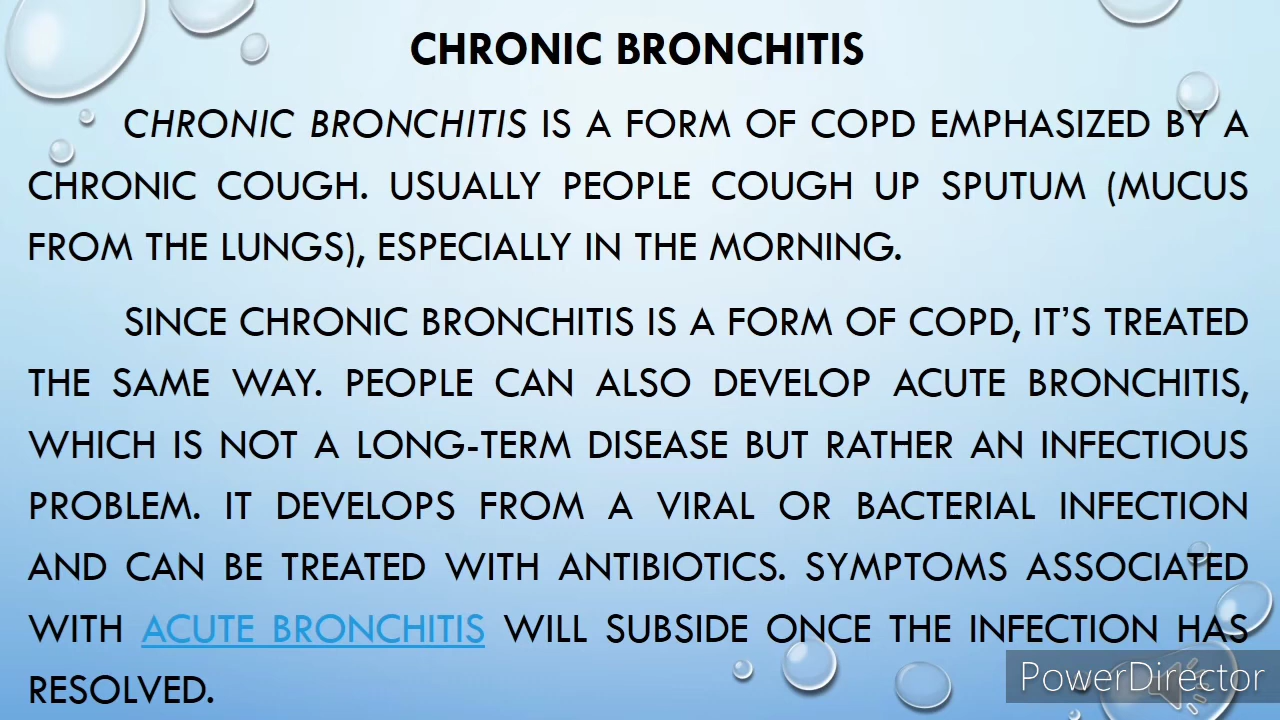 CHRONIC BRONCHITIS
CHRONIC BRONCHITIS IS A FORM OF COPD EMPHASIZED BY A
CHRONIC COUGH. USUALLY PEOPLE COUGH UP SPUTUM (MUCUS
FROM THE LUNGS), ESPECIALLY IN THE MORNING.
SINCE CHRONIC BRONCHITIS IS A FORM OF COPD, IT’S TREATED
THE SAME WAY. PEOPLE CAN ALSO DEVELOP ACUTE BRONCHITIS,
WHICH IS NOT A LONG-TERM DISEASE BUT RATHER AN INFECTIOUS
PROBLEM. IT DEVELOPS FROM A VIRAL OR BACTERIAL INFECTION
AND CAN BE TREATED WITH ANTIBIOTICS. SYMPTOMS ASSOCIATED
WITH ACUTE BRONCHITIS WILL SUBSIDE ONCE THE INFECTION HAS
RESOLVED.
PowerDirector